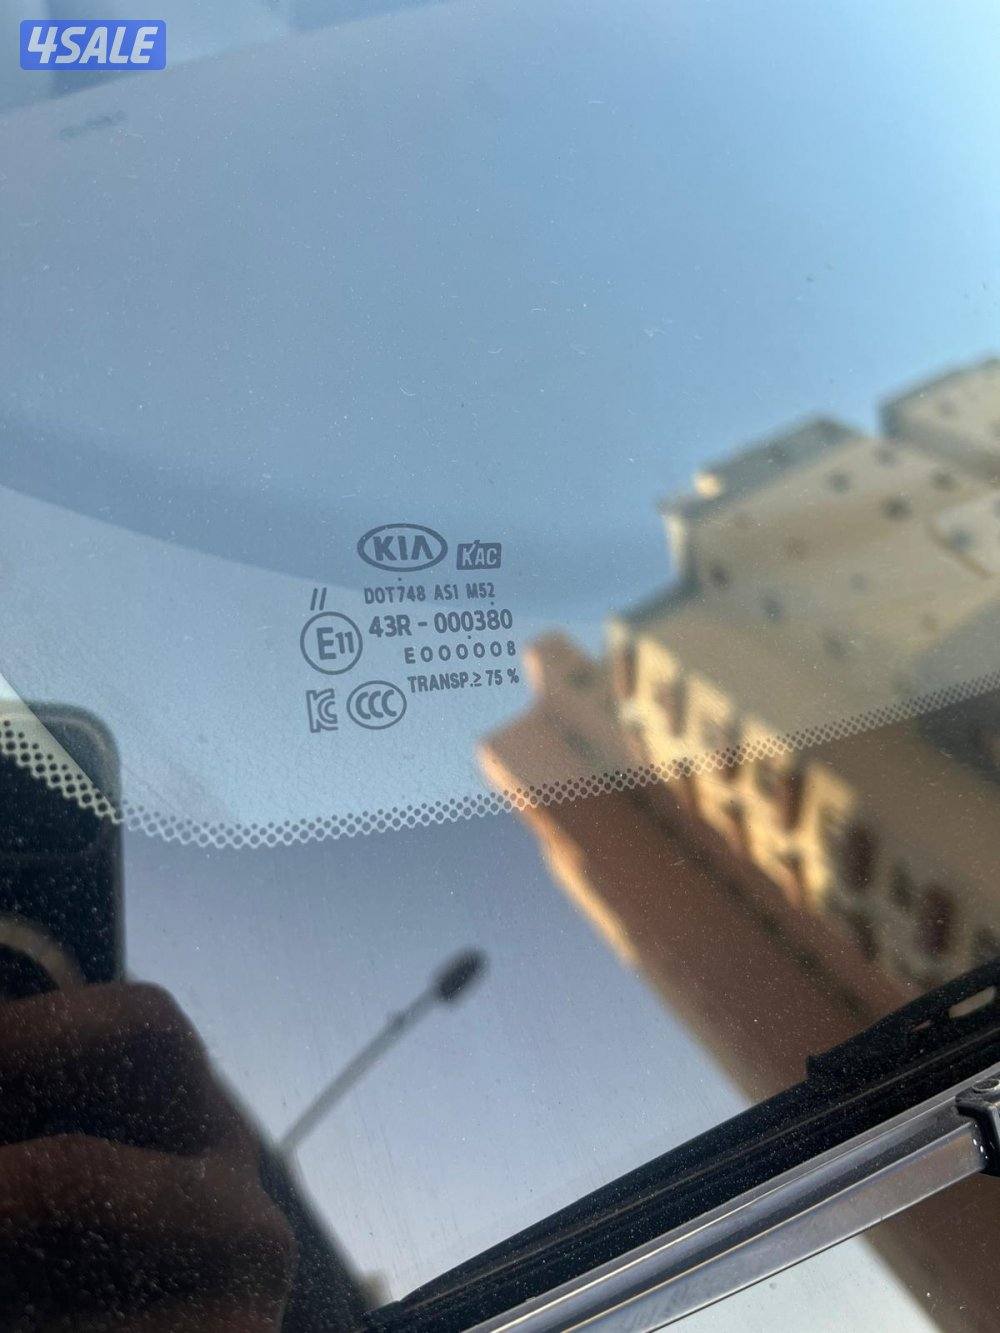 4SALE
KIA KAC
// DOT748 AS1 M52
E11 43R - 000380
E000008
KC CCC TRANSP.≥ 75 %